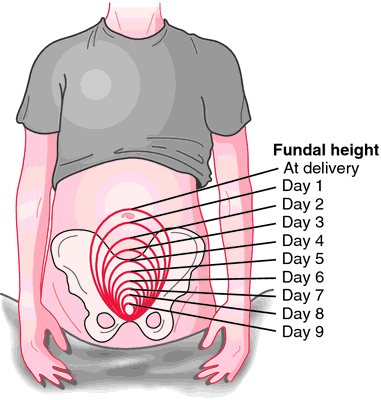 Fundal height
At delivery
Day 1
Day 2
Day 3
Day 4
Day 5
Day 6
Day 7
Day 8
Day 9